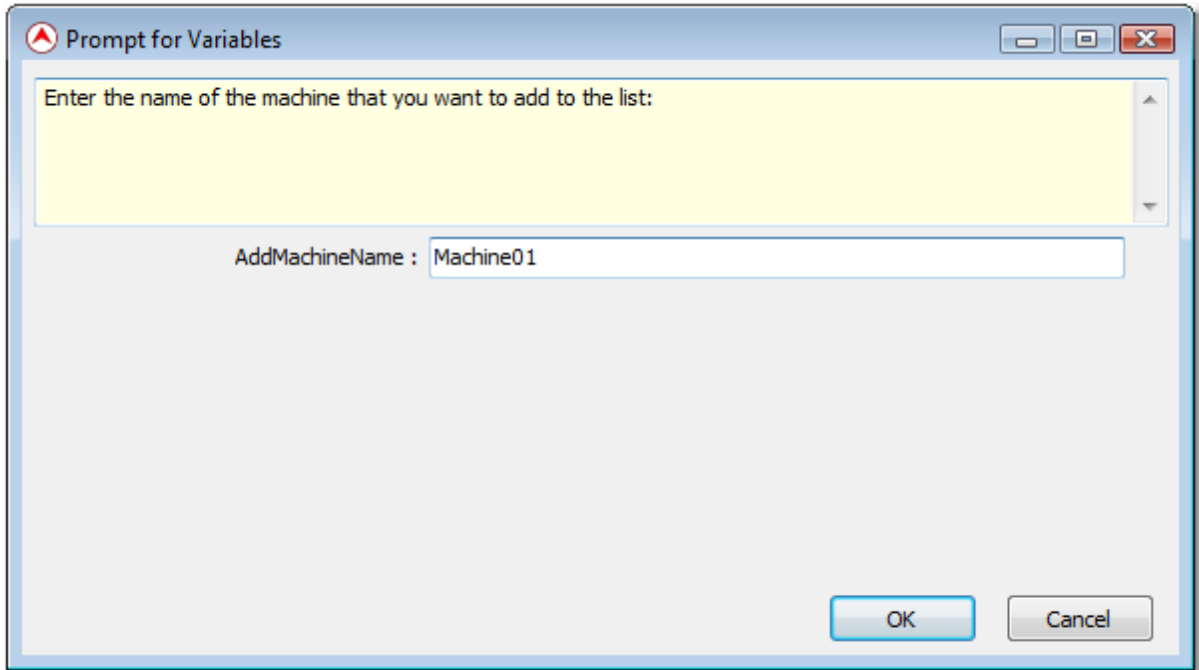 Prompt for Variables
Enter the name of the machine that you want to add to the list:
AddMachineName : Machine01
OK Cancel